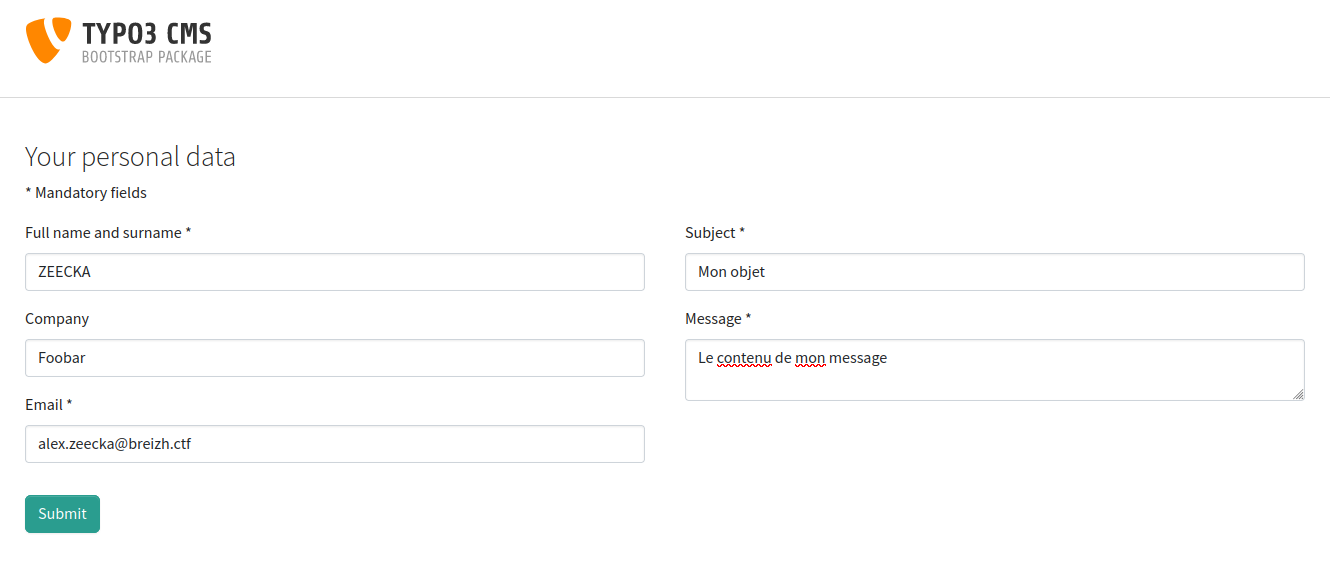 TYPO3 CMS
BOOTSTRAP PACKAGE
Your personal data
* Mandatory fields
Full name and surname *
ZEECKA
Company
Foobar
Email *
alex.zeecka@breizh.ctf
Subject *
Mon objet
Message *
Le contenu de mon message
Submit